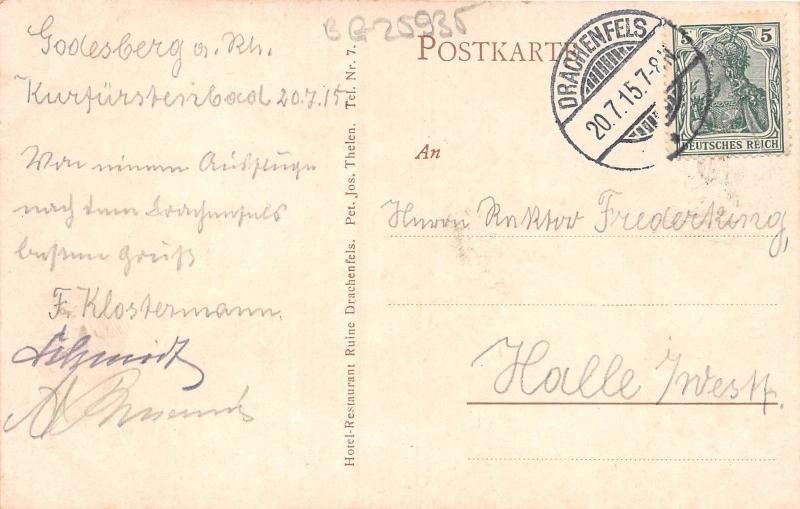 BG25935
Godesberg a. Rh.
Kurfürstenbad 20.7.15
Von einem Ausfluge
nach dem Drachenfels
besten Gruß
F. Klostermann.
Schmidt
Hotel-Restaurant Ruine Drachenfels. Pet. Jos. Thelen. Tel. Nr. 7.
POSTKARTE
DRACHENFELS
20.7.15.7-8N
5 5
DEUTSCHES REICH
An
Herrn Rektor Frederking,
Halle i/Westf.